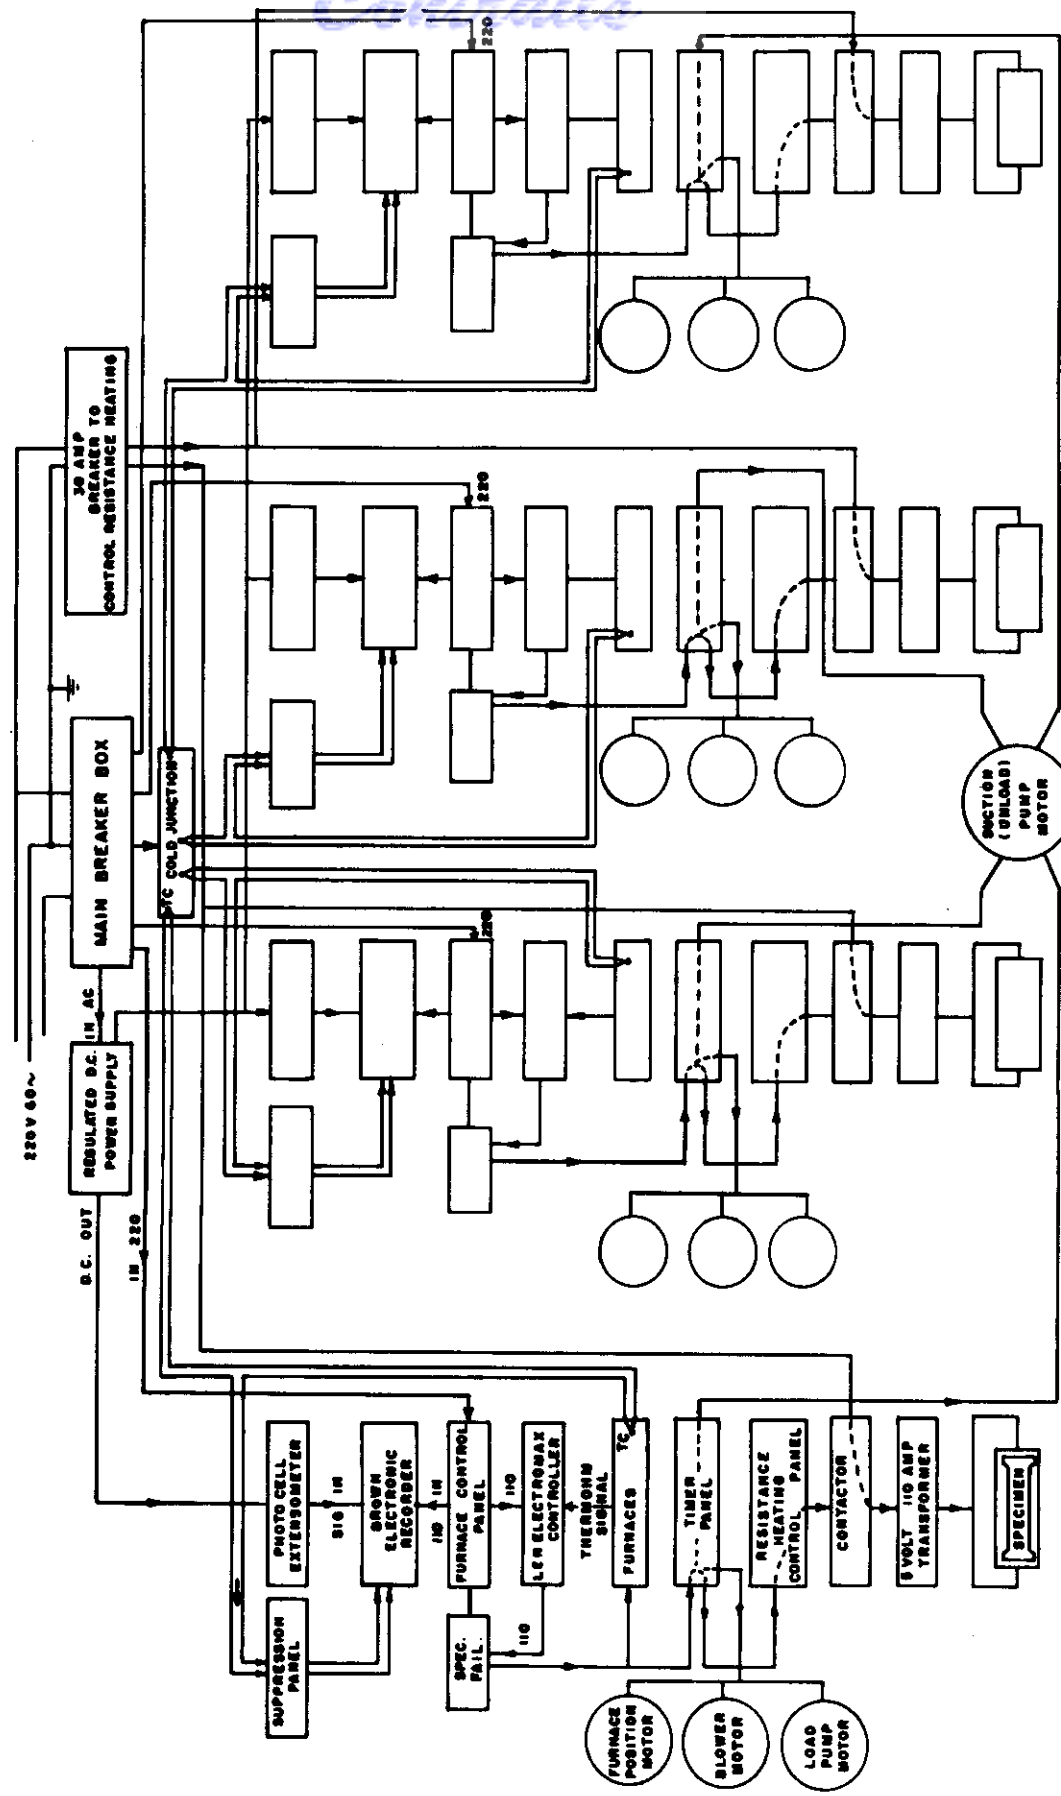 Contrails
220
30 AMP
BREAKER TO
CONTROL RESISTANCE HEATING
220
MAIN BREAKER BOX
TC COLD JUNCTION
SUCTION
(UNLOAD)
PUMP
MOTOR
220
IN AC
220V 60~
REGULATED D.C.
POWER SUPPLY
D.C. OUT
IN 220
PHOTO CELL
EXTENSOMETER
SIG IN
BROWN
ELECTRONIC
RECORDER
110 IN
FURNACE CONTROL
PANEL
110
L&N ELECTROMAX
CONTROLLER
THERMOM
SIGNAL
TC
FURNACES
TIMER
PANEL
RESISTANCE
HEATING
CONTROL PANEL
CONTACTOR
5 VOLT 110 AMP
TRANSFORMER
SPECIMEN
SUPPRESSION
PANEL
SPEC.
FAIL.
110
FURNACE
POSITION
MOTOR
BLOWER
MOTOR
LOAD
PUMP
MOTOR